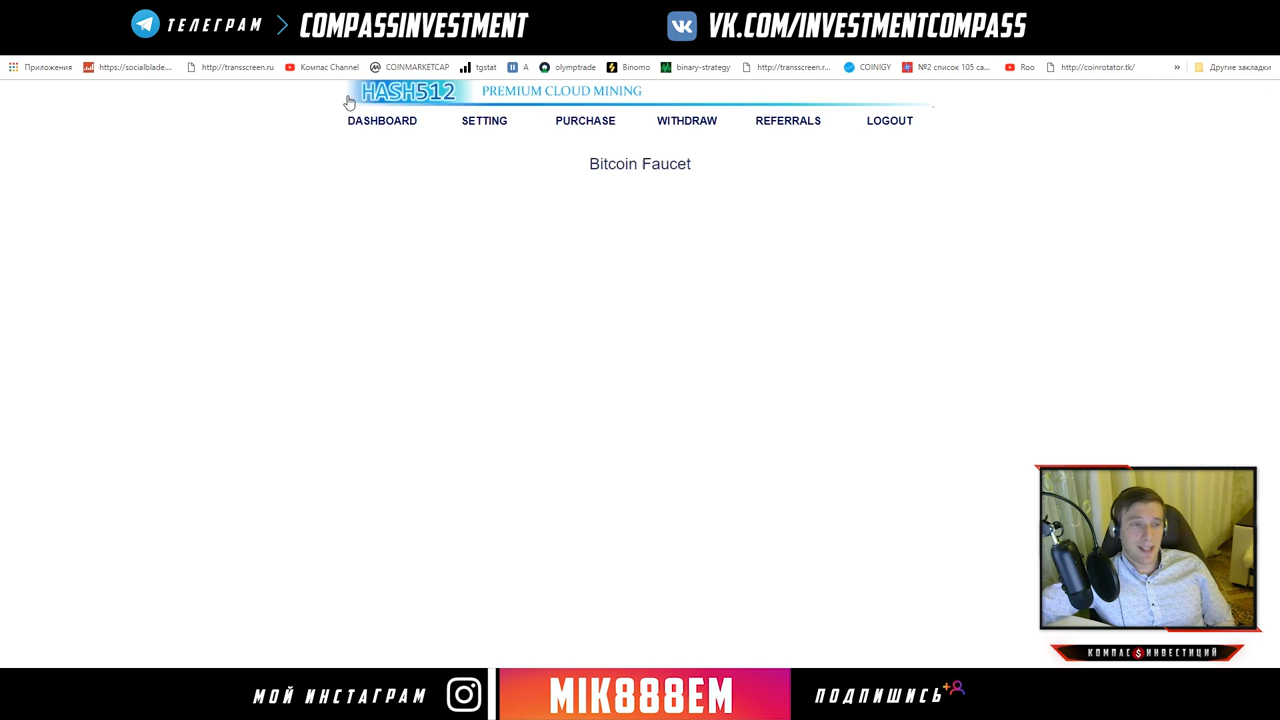 ТЕЛЕГРАМ COMPASSINVESTMENT VK.COM/INVESTMENTCOMPASS
Приложения https://socialblade.... http://transscreen.ru Компас Channel COINMARKETCAP tgstat A olymptrade Binomo binary-strategy http://transscreen.r... COINIGY №2 список 105 са... Roo http://coinrotator.tk/ » Другие закладки
HASH512 PREMIUM CLOUD MINING
DASHBOARD SETTING PURCHASE WITHDRAW REFERRALS LOGOUT
Bitcoin Faucet
КОМПАС $ ИНВЕСТИЦИЙ
МОЙ ИНСТАГРАМ MIK888EM ПОДПИШИСЬ